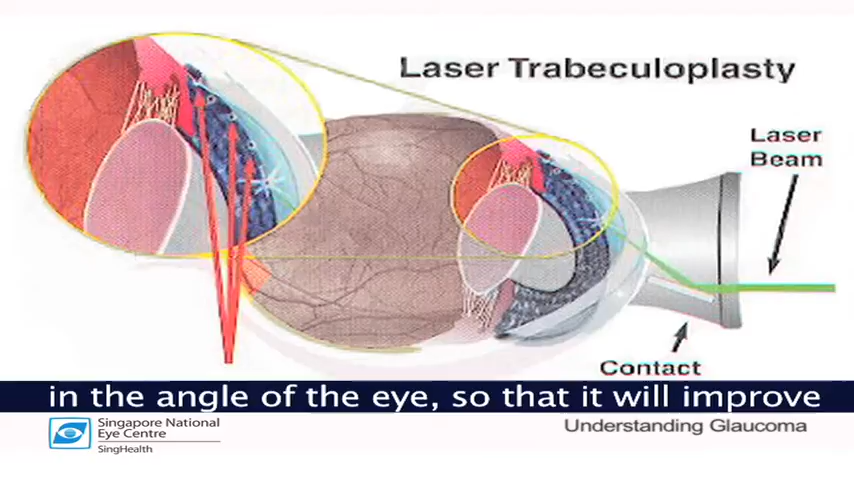 Laser Trabeculoplasty
Laser
Beam
Contact
in the angle of the eye, so that it will improve
Singapore National
Eye Centre
SingHealth
Understanding Glaucoma